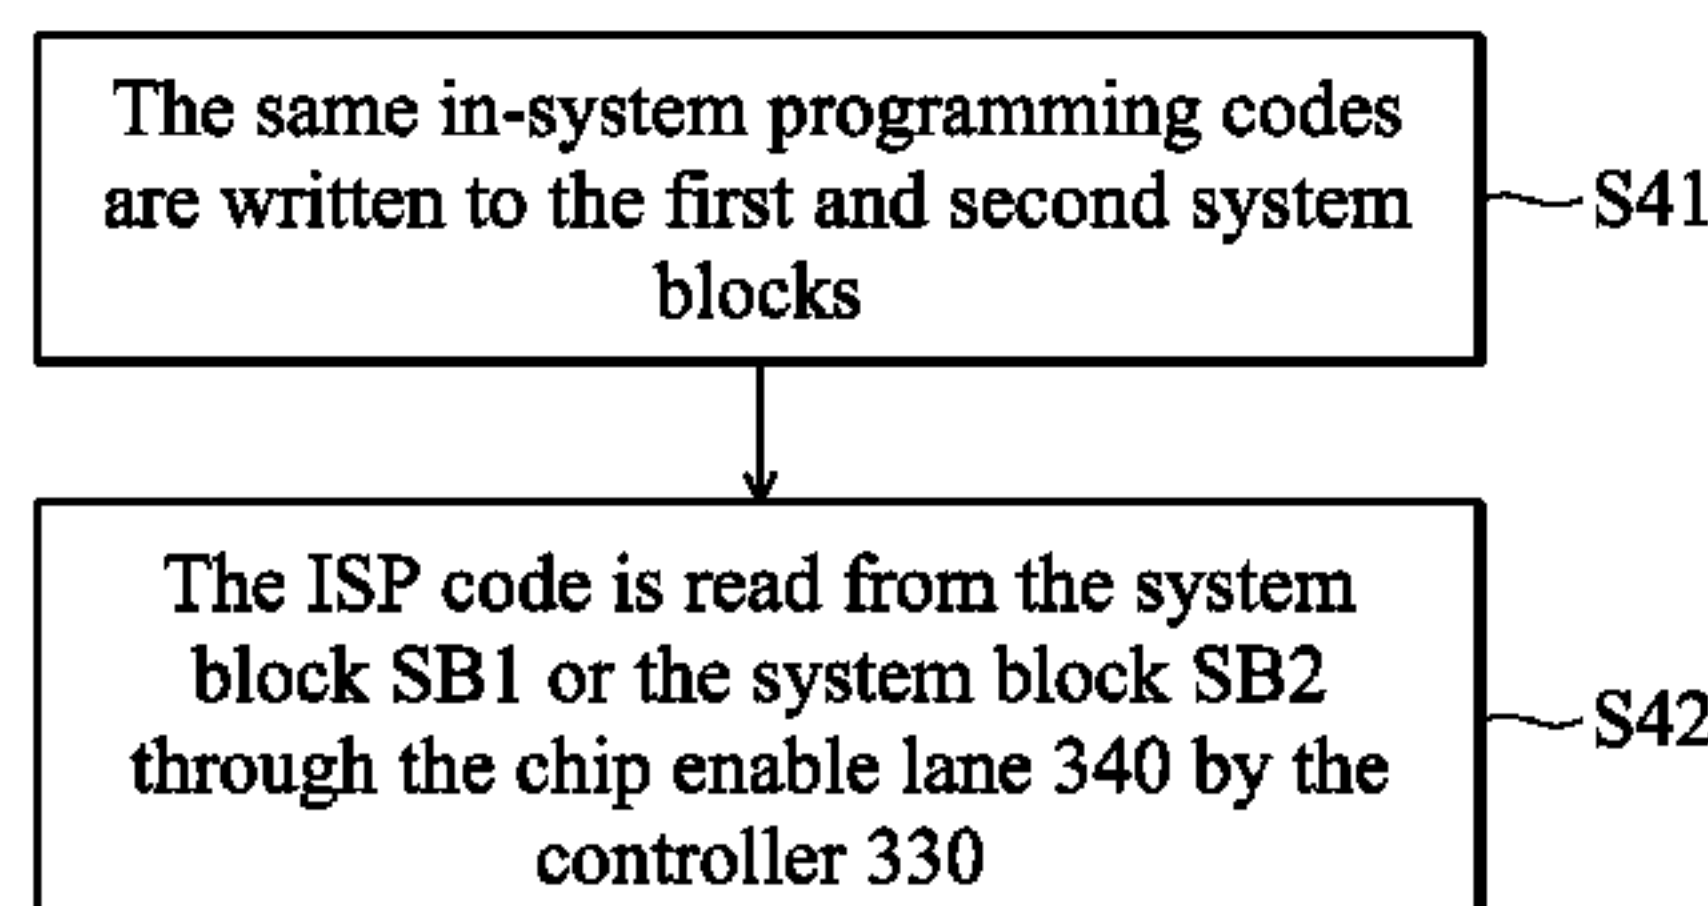 The same in-system programming codes
are written to the first and second system
blocks
S41
The ISP code is read from the system
block SB1 or the system block SB2
through the chip enable lane 340 by the
controller 330
S42